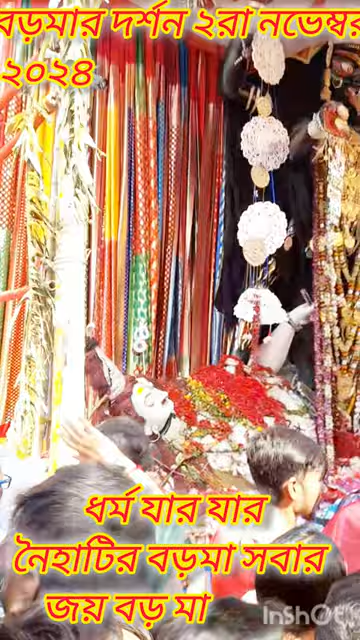 বড়মার দর্শন ২রা নভেম্বর
২০২৪
ধর্ম যার যার
নৈহাটির বড়মা সবার
জয় বড় মা
InShOt